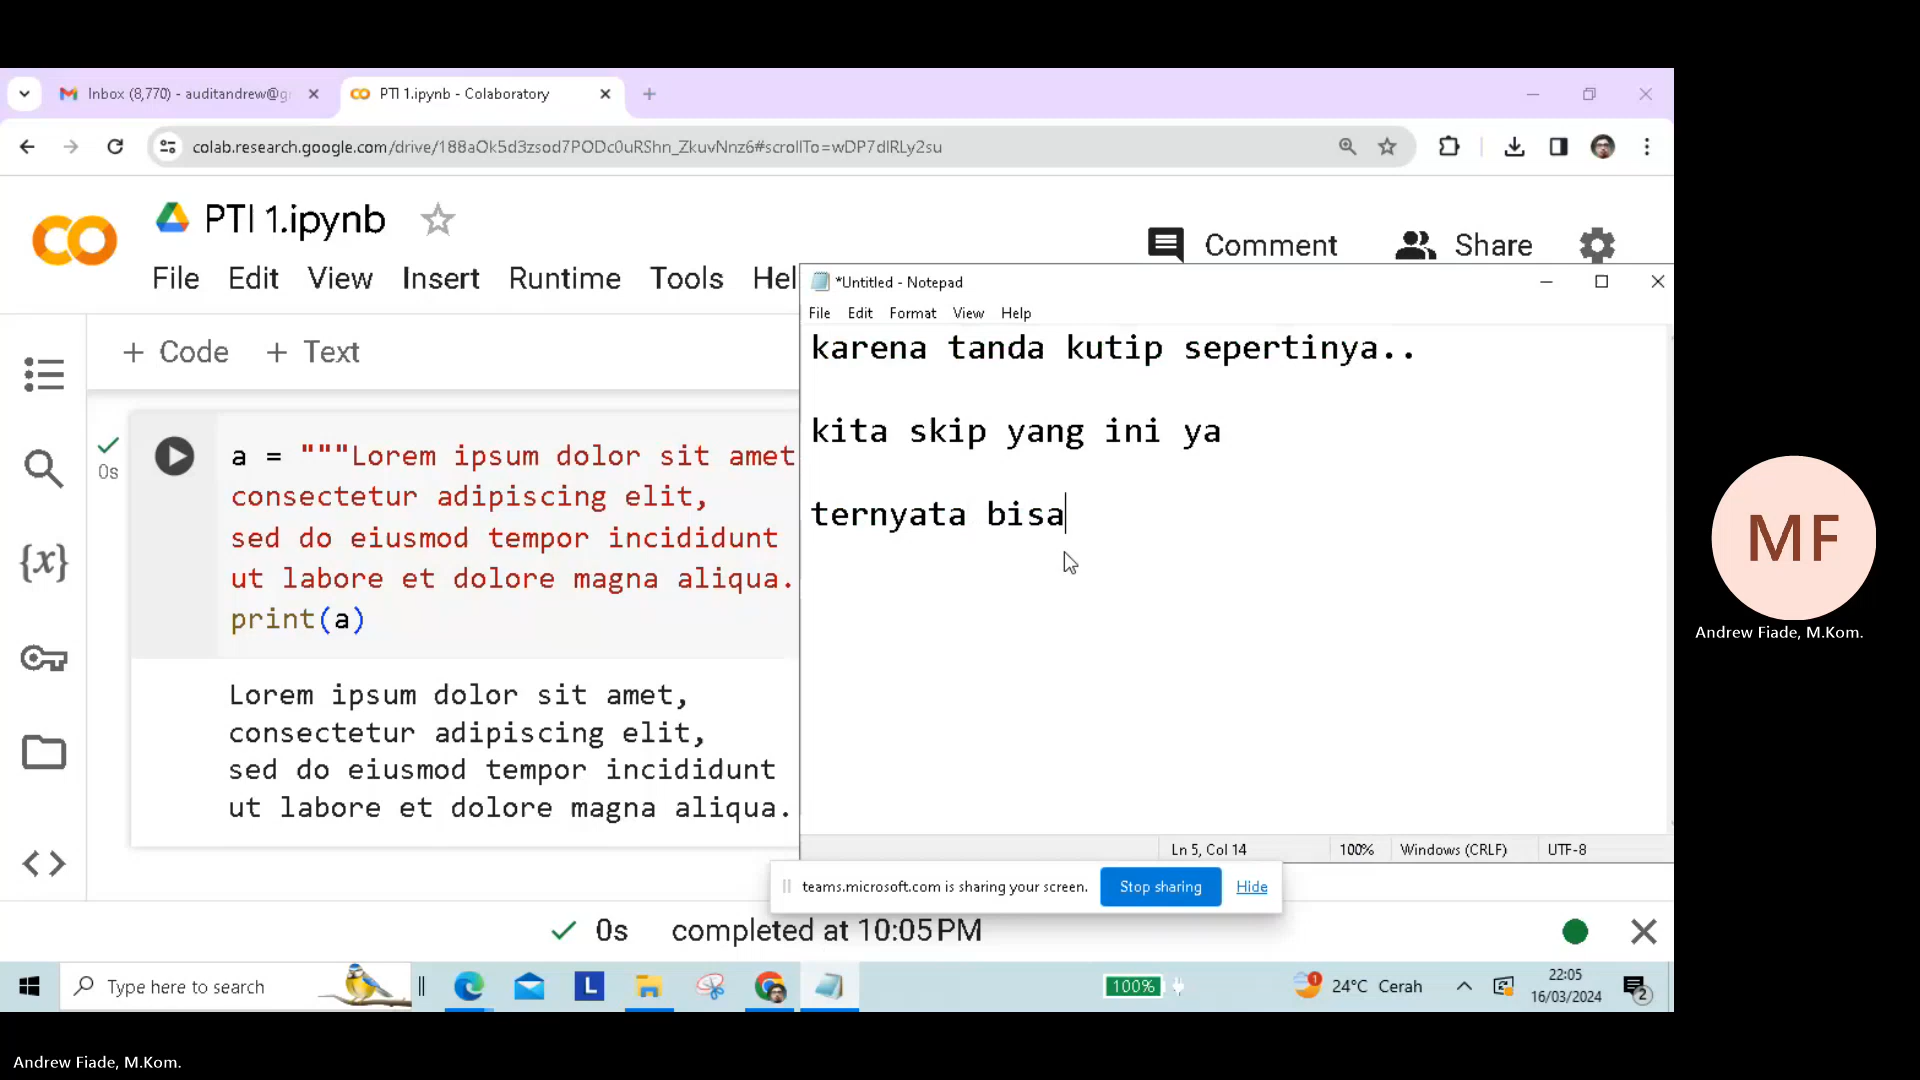 Inbox (8,770) - auditandrew@g
PTI 1.ipynb - Colaboratory
colab.research.google.com/drive/188aOk5d3zsod7PODc0uRShn_ZkuvNnz6#scrollTo=wDP7dlRLy2su
CO
PTI 1.ipynb
Comment
Share
File Edit View Insert Runtime Tools Hel
+ Code + Text
*Untitled - Notepad
File Edit Format View Help
karena tanda kutip sepertinya..
kita skip yang ini ya
ternyata bisa
Ln 5, Col 14
100%
Windows (CRLF)
UTF-8
0s
a = """Lorem ipsum dolor sit amet
consectetur adipiscing elit,
sed do eiusmod tempor incididunt
ut labore et dolore magna aliqua.
print(a)
Lorem ipsum dolor sit amet,
consectetur adipiscing elit,
sed do eiusmod tempor incididunt
ut labore et dolore magna aliqua.
{x}
teams.microsoft.com is sharing your screen.
Stop sharing
Hide
0s completed at 10:05 PM
Type here to search
L
100%
1
24°C Cerah
22:05
16/03/2024
2
MF
Andrew Fiade, M.Kom.
Andrew Fiade, M.Kom.